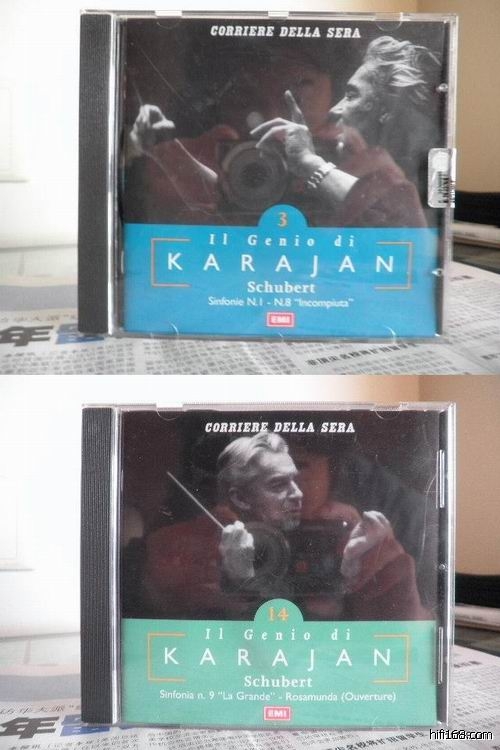 CORRIERE DELLA SERA
3
Il Genio di
KARAJAN
Schubert
Sinfonie N.1 - N.8 "Incompiuta"
EMI
CORRIERE DELLA SERA
14
Il Genio di
KARAJAN
Schubert
Sinfonia n. 9 "La Grande" - Rosamunda (Ouverture)
EMI
hifi168.com